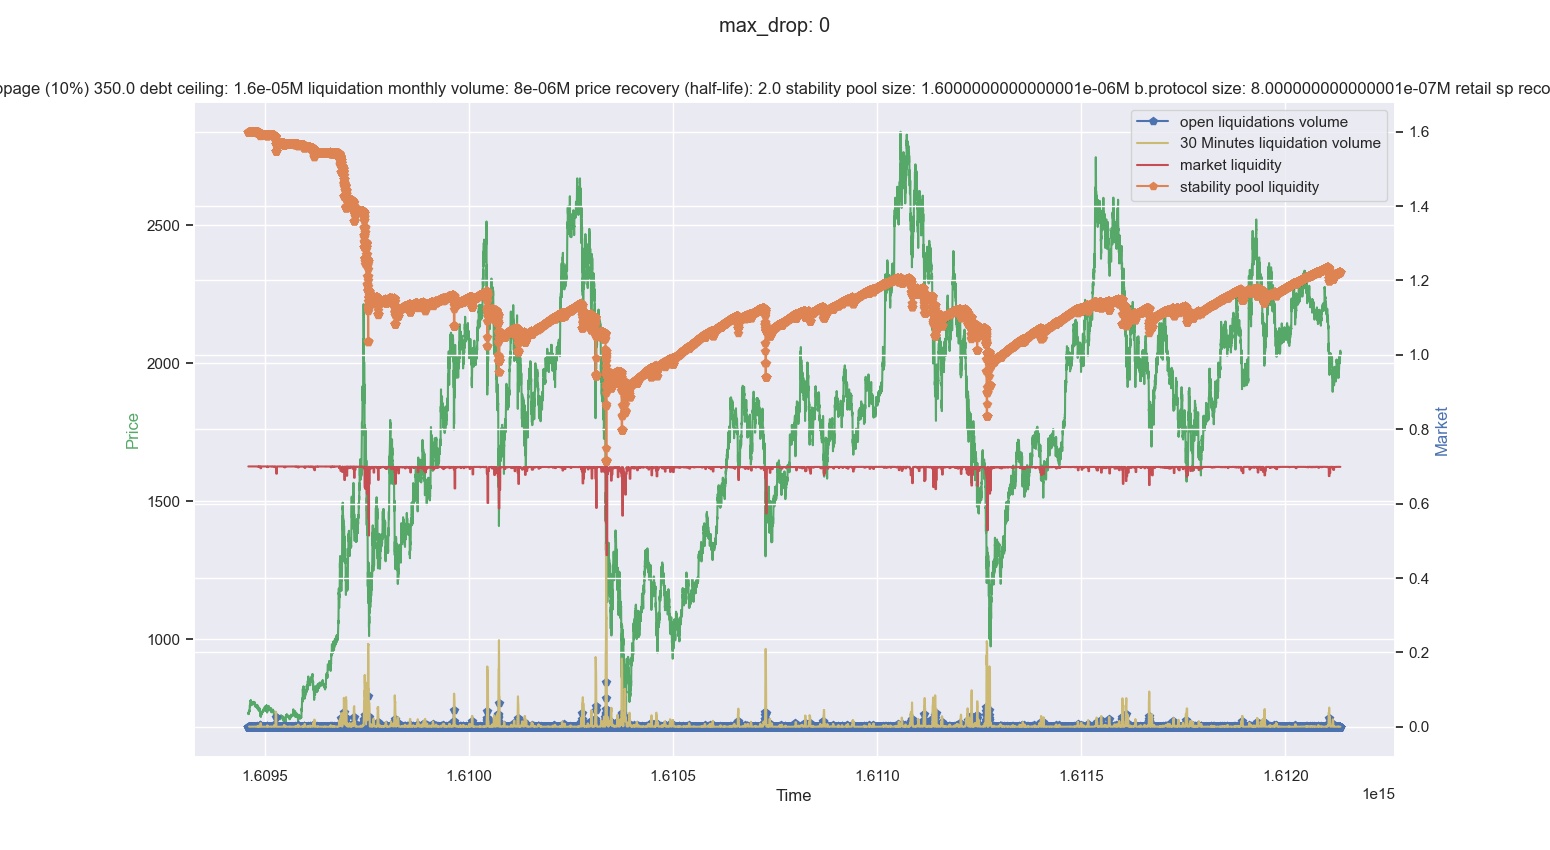 max_drop: 0
opage (10%) 350.0 debt ceiling: 1.6e-05M liquidation monthly volume: 8e-06M price recovery (half-life): 2.0 stability pool size: 1.6000000000000001e-06M b.protocol size: 8.000000000000001e-07M retail sp reco
open liquidations volume
30 Minutes liquidation volume
market liquidity
stability pool liquidity
2500
2000
1500
1000
Price
1.6
1.4
1.2
1.0
0.8
0.6
0.4
0.2
0.0
Market
1.6095
1.6100
1.6105
1.6110
1.6115
1.6120
Time
1e15